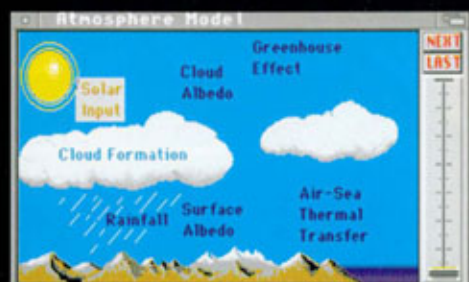 Atmosphere Model
NEXT
LAST
Greenhouse
Effect
Cloud
Albedo
Solar
Input
Cloud Formation
Rainfall
Surface
Albedo
Air-Sea
Thermal
Transfer